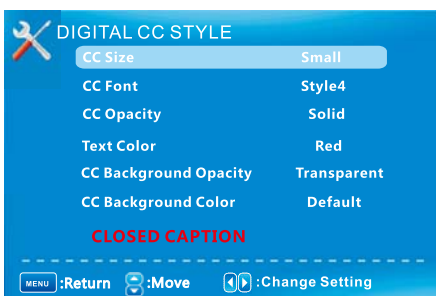 DIGITAL CC STYLE
CC Size Small
CC Font Style4
CC Opacity Solid
Text Color Red
CC Background Opacity Transparent
CC Background Color Default
CLOSED CAPTION
MENU :Return :Move :Change Setting